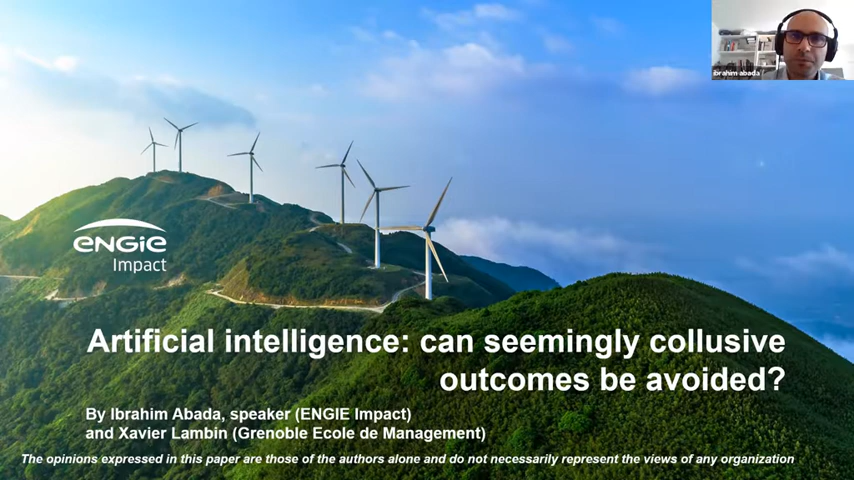 ibrahim abada
ENGIE
Impact
Artificial intelligence: can seemingly collusive
outcomes be avoided?
By Ibrahim Abada, speaker (ENGIE Impact)
and Xavier Lambin (Grenoble Ecole de Management)
The opinions expressed in this paper are those of the authors alone and do not necessarily represent the views of any organization